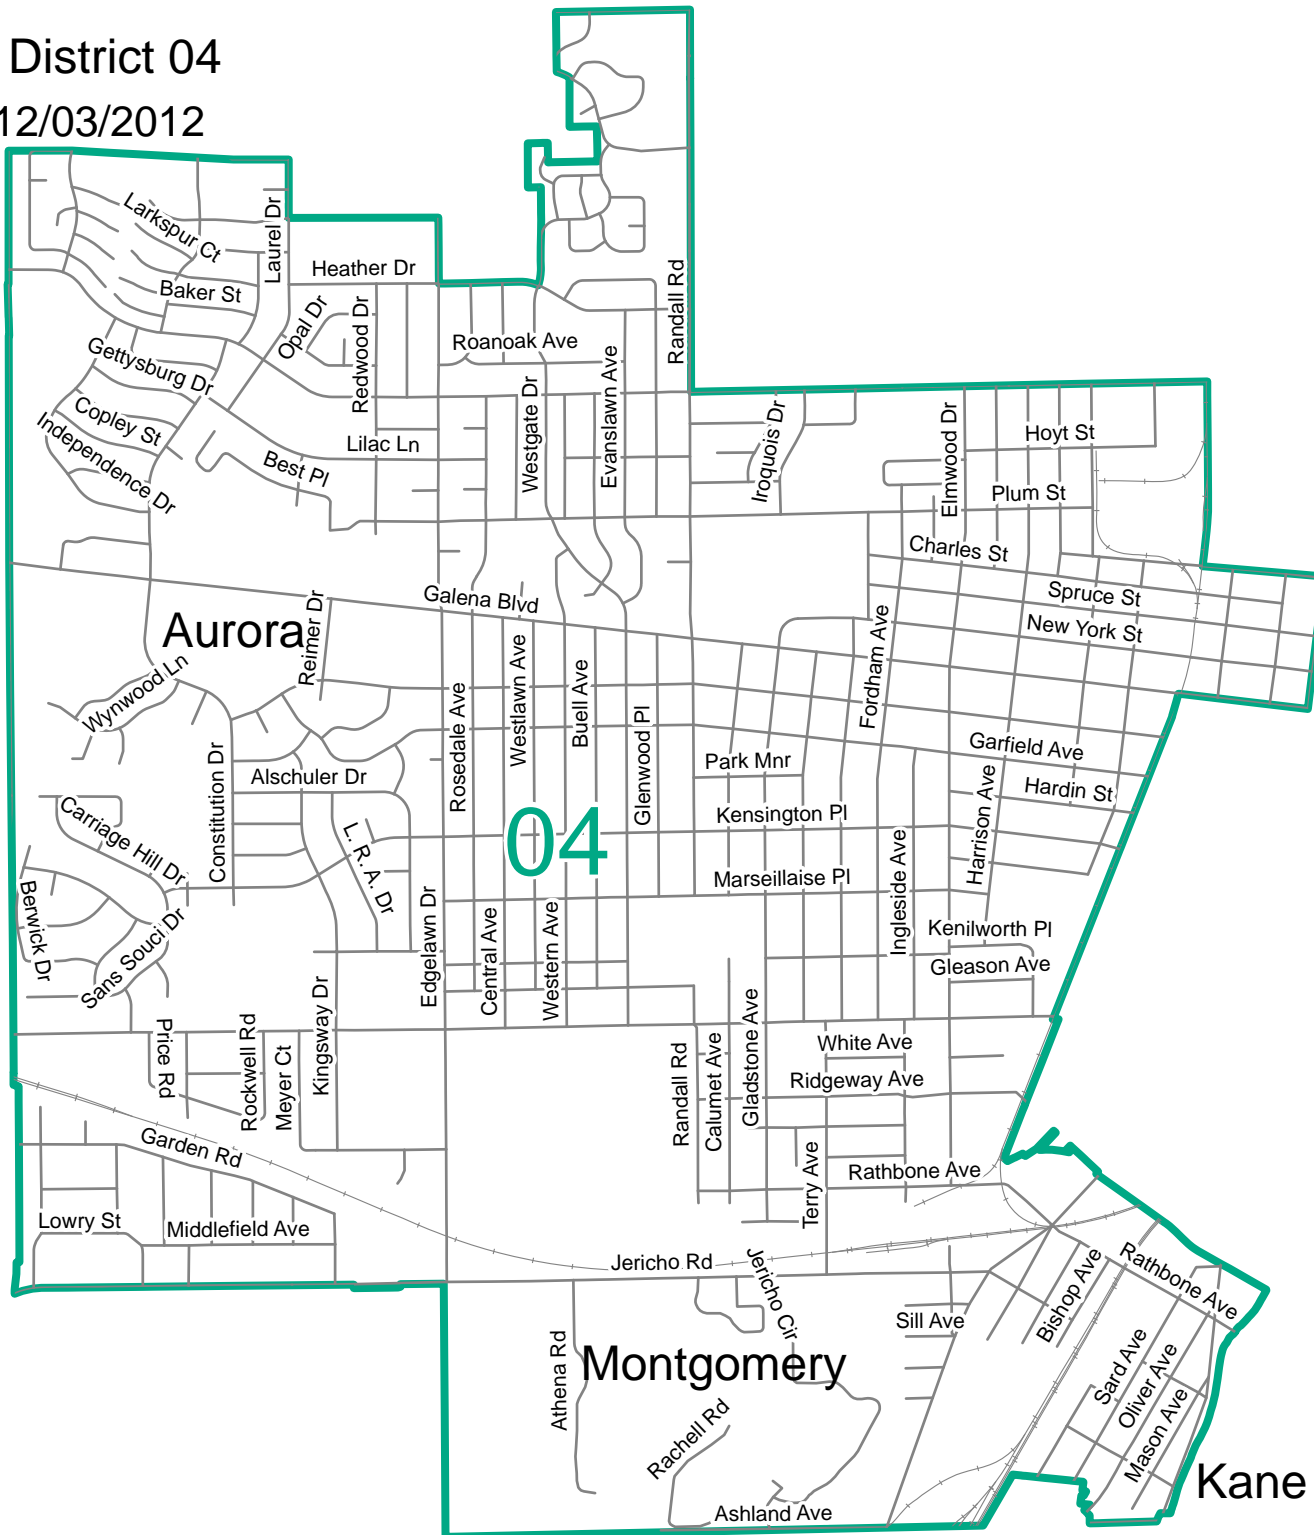 District 04
12/03/2012
Larkspur Ct
Laurel Dr
Heather Dr
Baker St
Opal Dr
Redwood Dr
Roanoak Ave
Randall Rd
Gettysburg Dr
Westgate Dr
Evanslawn Ave
Copley St
Independence Dr
Best Pl
Lilac Ln
Iroquois Dr
Elmwood Dr
Hoyt St
Plum St
Charles St
Galena Blvd
Spruce St
New York St
Aurora
Reimer Dr
Wynwood Ln
Rosedale Ave
Westlawn Ave
Buell Ave
Glenwood Pl
Fordham Ave
Park Mnr
Garfield Ave
Hardin St
Constitution Dr
Alschuler Dr
Carriage Hill Dr
L. R. A. Dr
04
Kensington Pl
Harrison Ave
Marseillaise Pl
Ingleside Ave
Berwick Dr
Sans Souci Dr
Edgelawn Dr
Central Ave
Western Ave
Kenilworth Pl
Gleason Ave
Price Rd
Rockwell Rd
Meyer Ct
Kingsway Dr
Randall Rd
Calumet Ave
Gladstone Ave
White Ave
Ridgeway Ave
Garden Rd
Terry Ave
Rathbone Ave
Lowry St
Middlefield Ave
Jericho Rd
Jericho Cir
Sill Ave
Bishop Ave
Rathbone Ave
Athena Rd
Montgomery
Sard Ave
Oliver Ave
Mason Ave
Rachell Rd
Ashland Ave
Kane